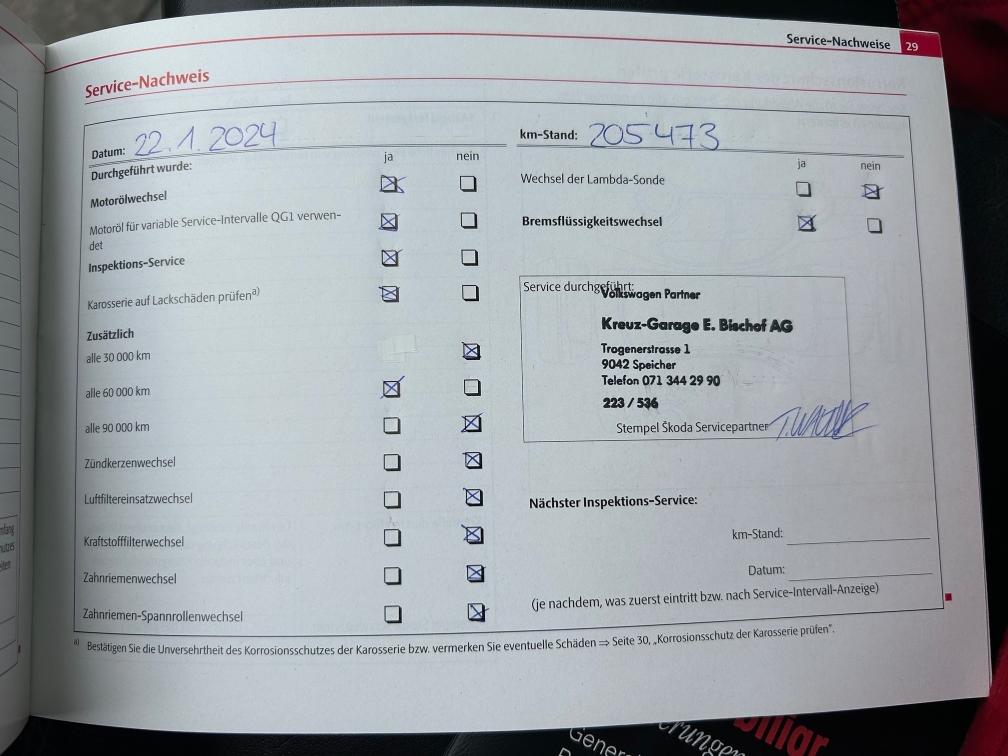 Service-Nachweise 29
Service-Nachweis
Datum: 22.1.2024
ja nein
Durchgeführt wurde:
Motorölwechsel
Motoröl für variable Service-Intervalle QG1 verwen-
det
Inspektions-Service
Karosserie auf Lackschäden prüfen a)
Zusätzlich
alle 30 000 km
alle 60 000 km
alle 90 000 km
Zündkerzenwechsel
Luftfiltereinsatzwechsel
Kraftstofffilterwechsel
Zahnriemenwechsel
Zahnriemen-Spannrollenwechsel
km-Stand: 205473
ja nein
Wechsel der Lambda-Sonde
Bremsflüssigkeitswechsel
Service durchgeführt:
Volkswagen Partner
Kreuz-Garage E. Bischof AG
Trogenerstrasse 1
9042 Speicher
Telefon 071 344 29 90
223 / 536
Stempel Škoda Servicepartner
Nächster Inspektions-Service:
km-Stand:
Datum:
(je nachdem, was zuerst eintritt bzw. nach Service-Intervall-Anzeige)
a) Bestätigen Sie die Unversehrtheit des Korrosionsschutzes der Karosserie bzw. vermerken Sie eventuelle Schäden ⇒ Seite 30, „Korrosionsschutz der Karosserie prüfen“.